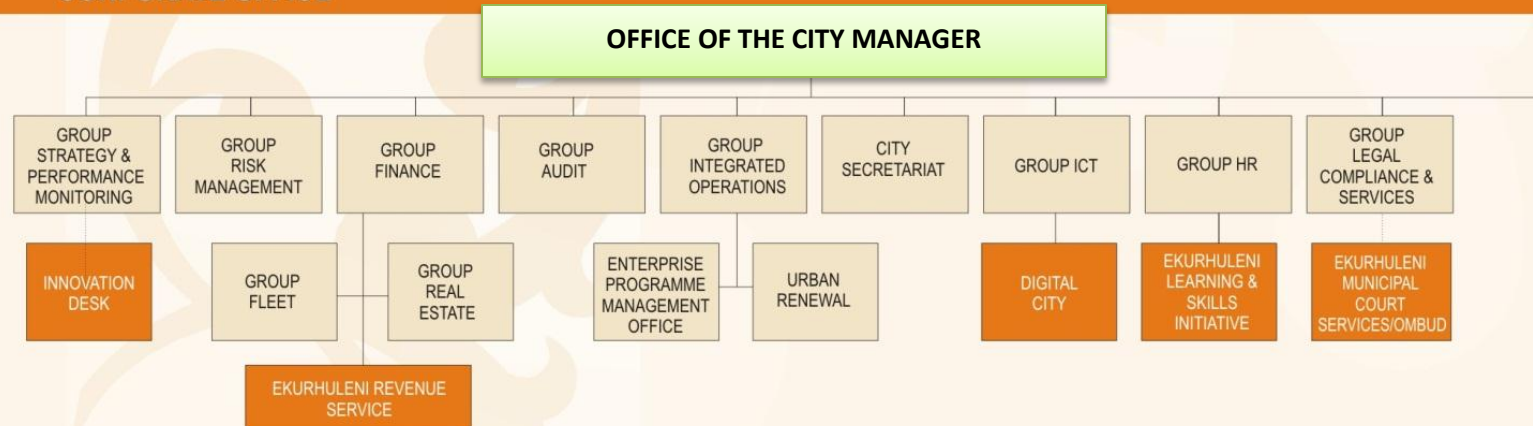 OFFICE OF THE CITY MANAGER
GROUP
STRATEGY &
PERFORMANCE
MONITORING
GROUP
RISK
MANAGEMENT
GROUP
FINANCE
GROUP
AUDIT
GROUP
INTEGRATED
OPERATIONS
CITY
SECRETARIAT
GROUP ICT
GROUP HR
GROUP
LEGAL
COMPLIANCE &
SERVICES
INNOVATION
DESK
GROUP
FLEET
GROUP
REAL
ESTATE
ENTERPRISE
PROGRAMME
MANAGEMENT
OFFICE
URBAN
RENEWAL
DIGITAL
CITY
EKURHULENI
LEARNING &
SKILLS
INITIATIVE
EKURHULENI
MUNICIPAL
COURT
SERVICES/OMBUD
EKURHULENI REVENUE
SERVICE